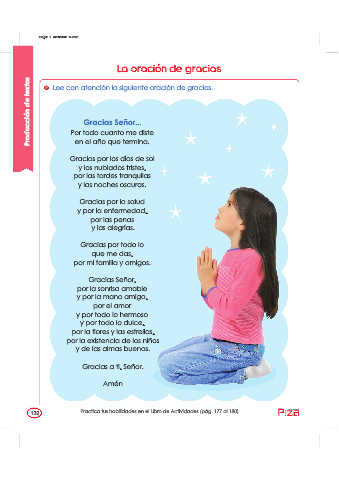 La oración de gracias
Lee con atención la siguiente oración de gracias.
Producción de textos
Gracias Señor...
Por todo cuanto me diste
en el año que termina.
Gracias por los días de sol
y los nublados tristes,
por las tardes tranquilas
y las noches oscuras.
Gracias por la salud
y por la enfermedad,
por las penas
y las alegrías.
Gracias por todo lo
que me das,
por mi familia y amigos.
Gracias Señor,
por la sonrisa amable
y por la mano amiga,
por el amor
y por todo lo hermoso
y por todo lo dulce,
por la flores y las estrellas,
por la existencia de los niños
y de las almas buenas.
Gracias a ti, Señor.
Amén
132
Practica tus habilidades en el Libro de Actividades (pág. 177 al 180)